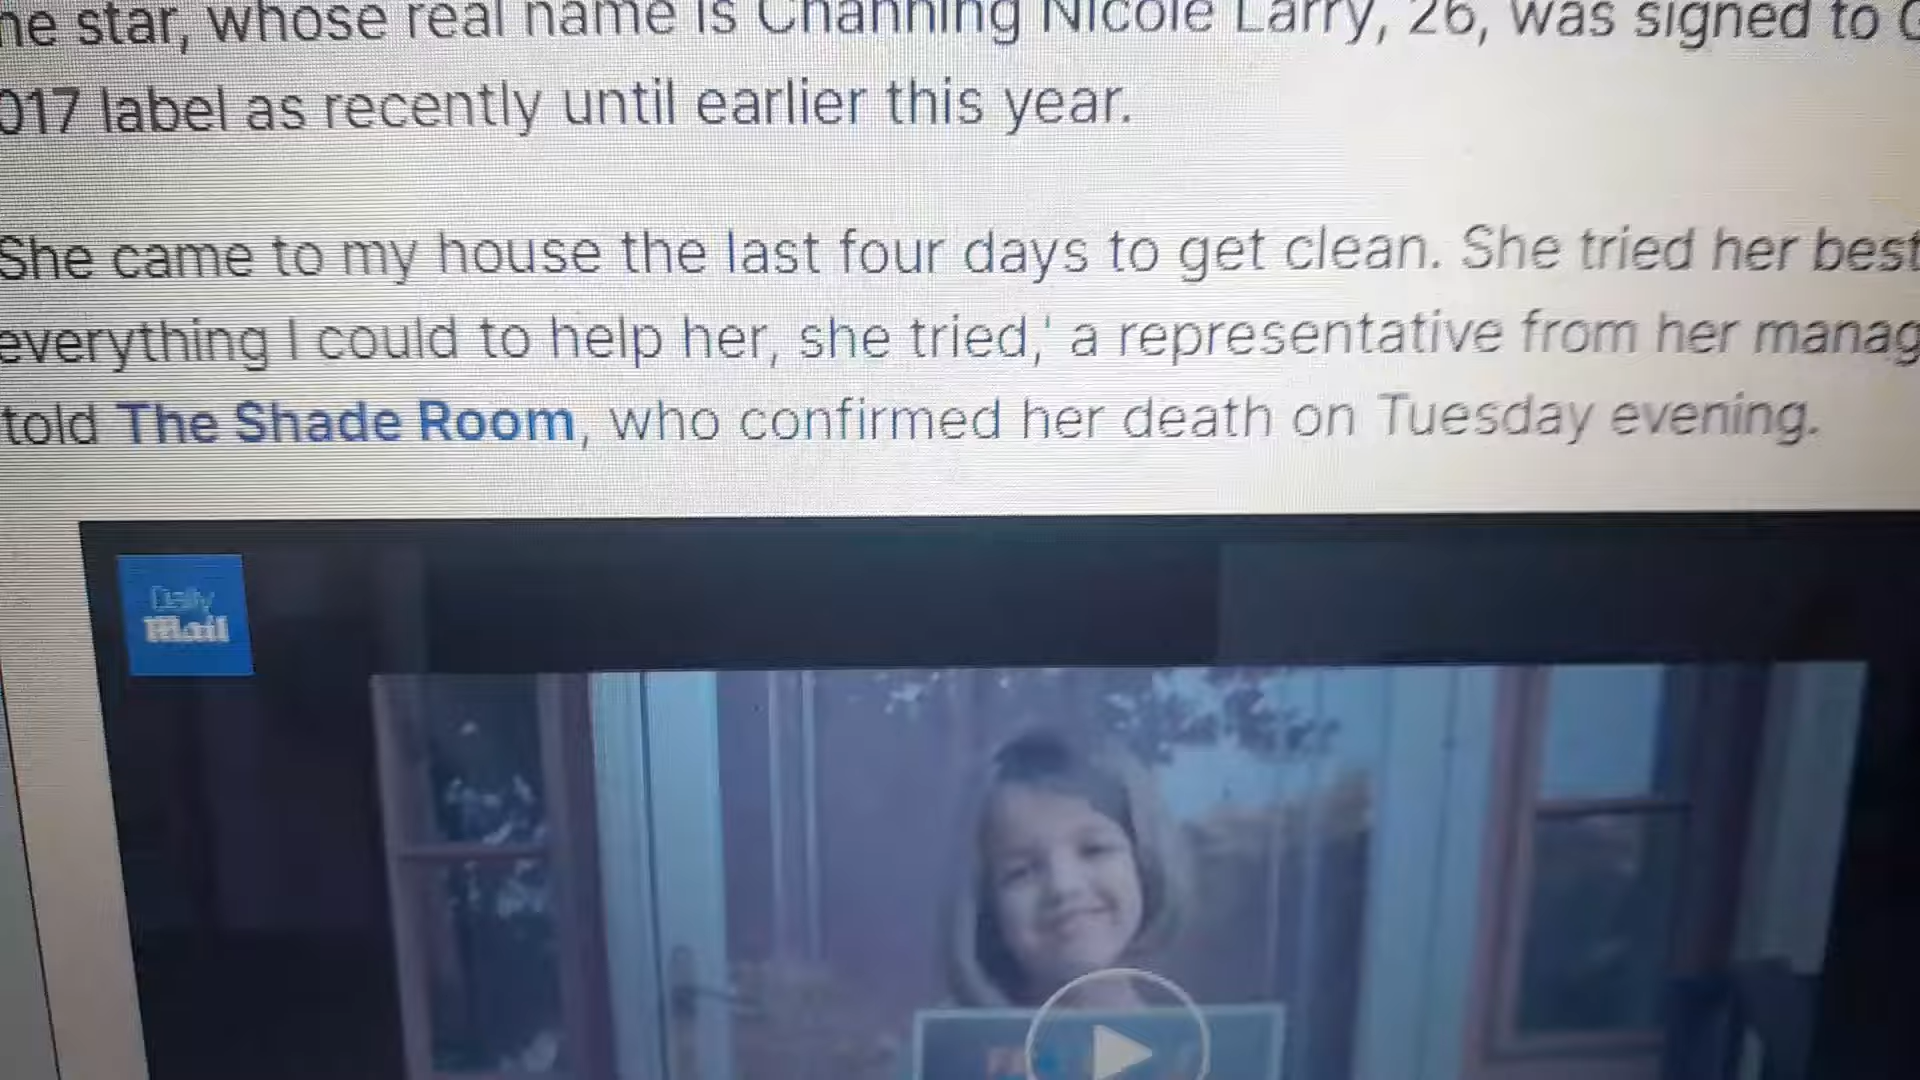 he star, whose real name is Channing Nicole Larry, 26, was signed to
017 label as recently until earlier this year.
She came to my house the last four days to get clean. She tried her best
everything I could to help her, she tried,' a representative from her manag
told The Shade Room, who confirmed her death on Tuesday evening.
Daily
Mail